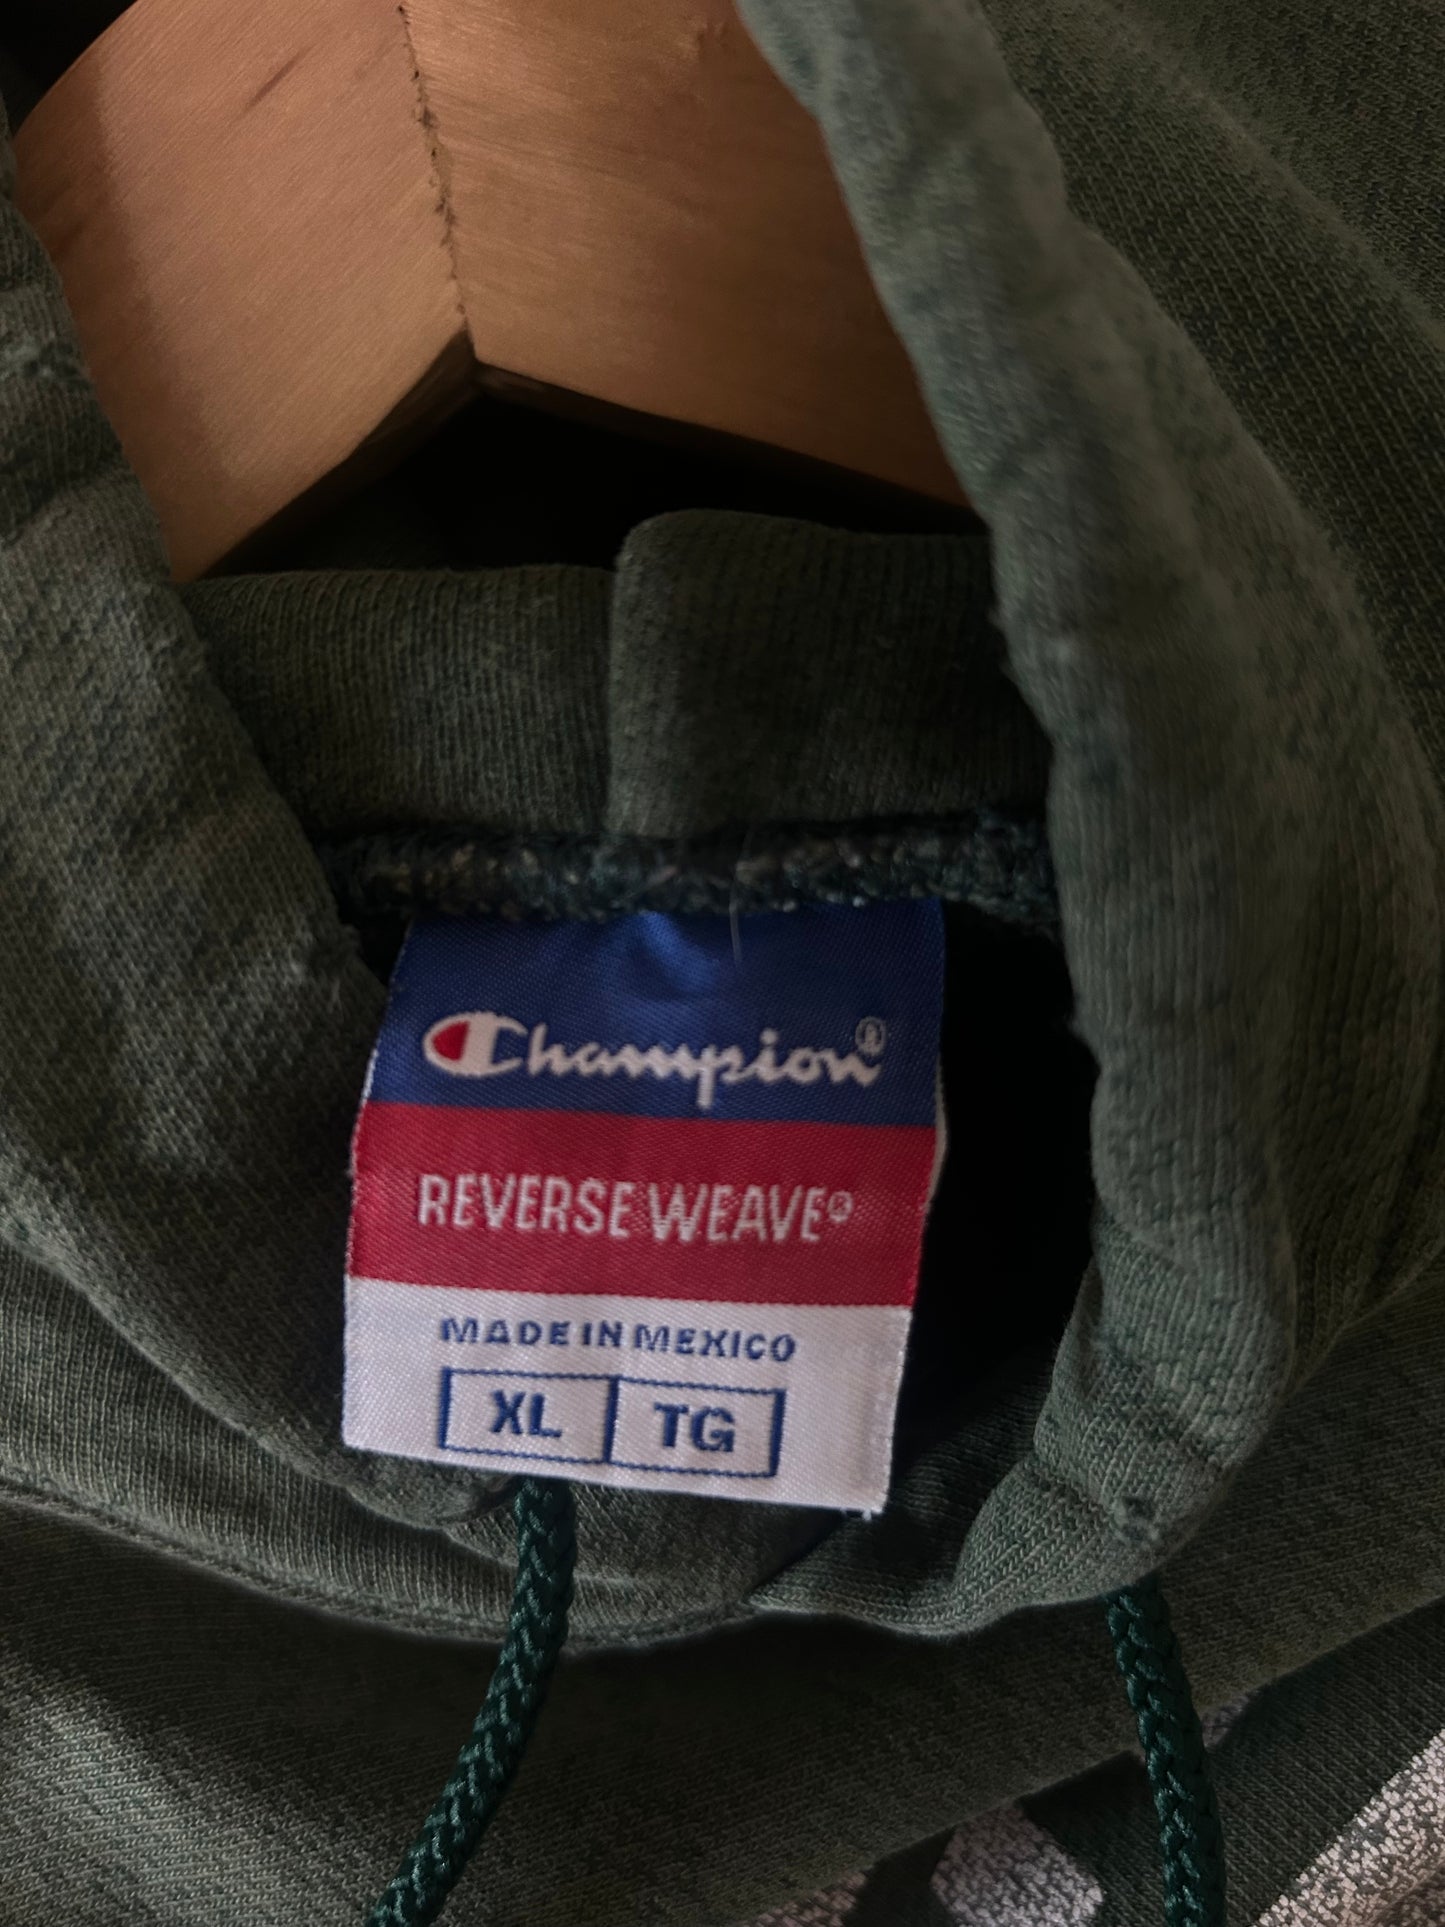 Champion®
REVERSE WEAVE®
MADE IN MEXICO
XL TG